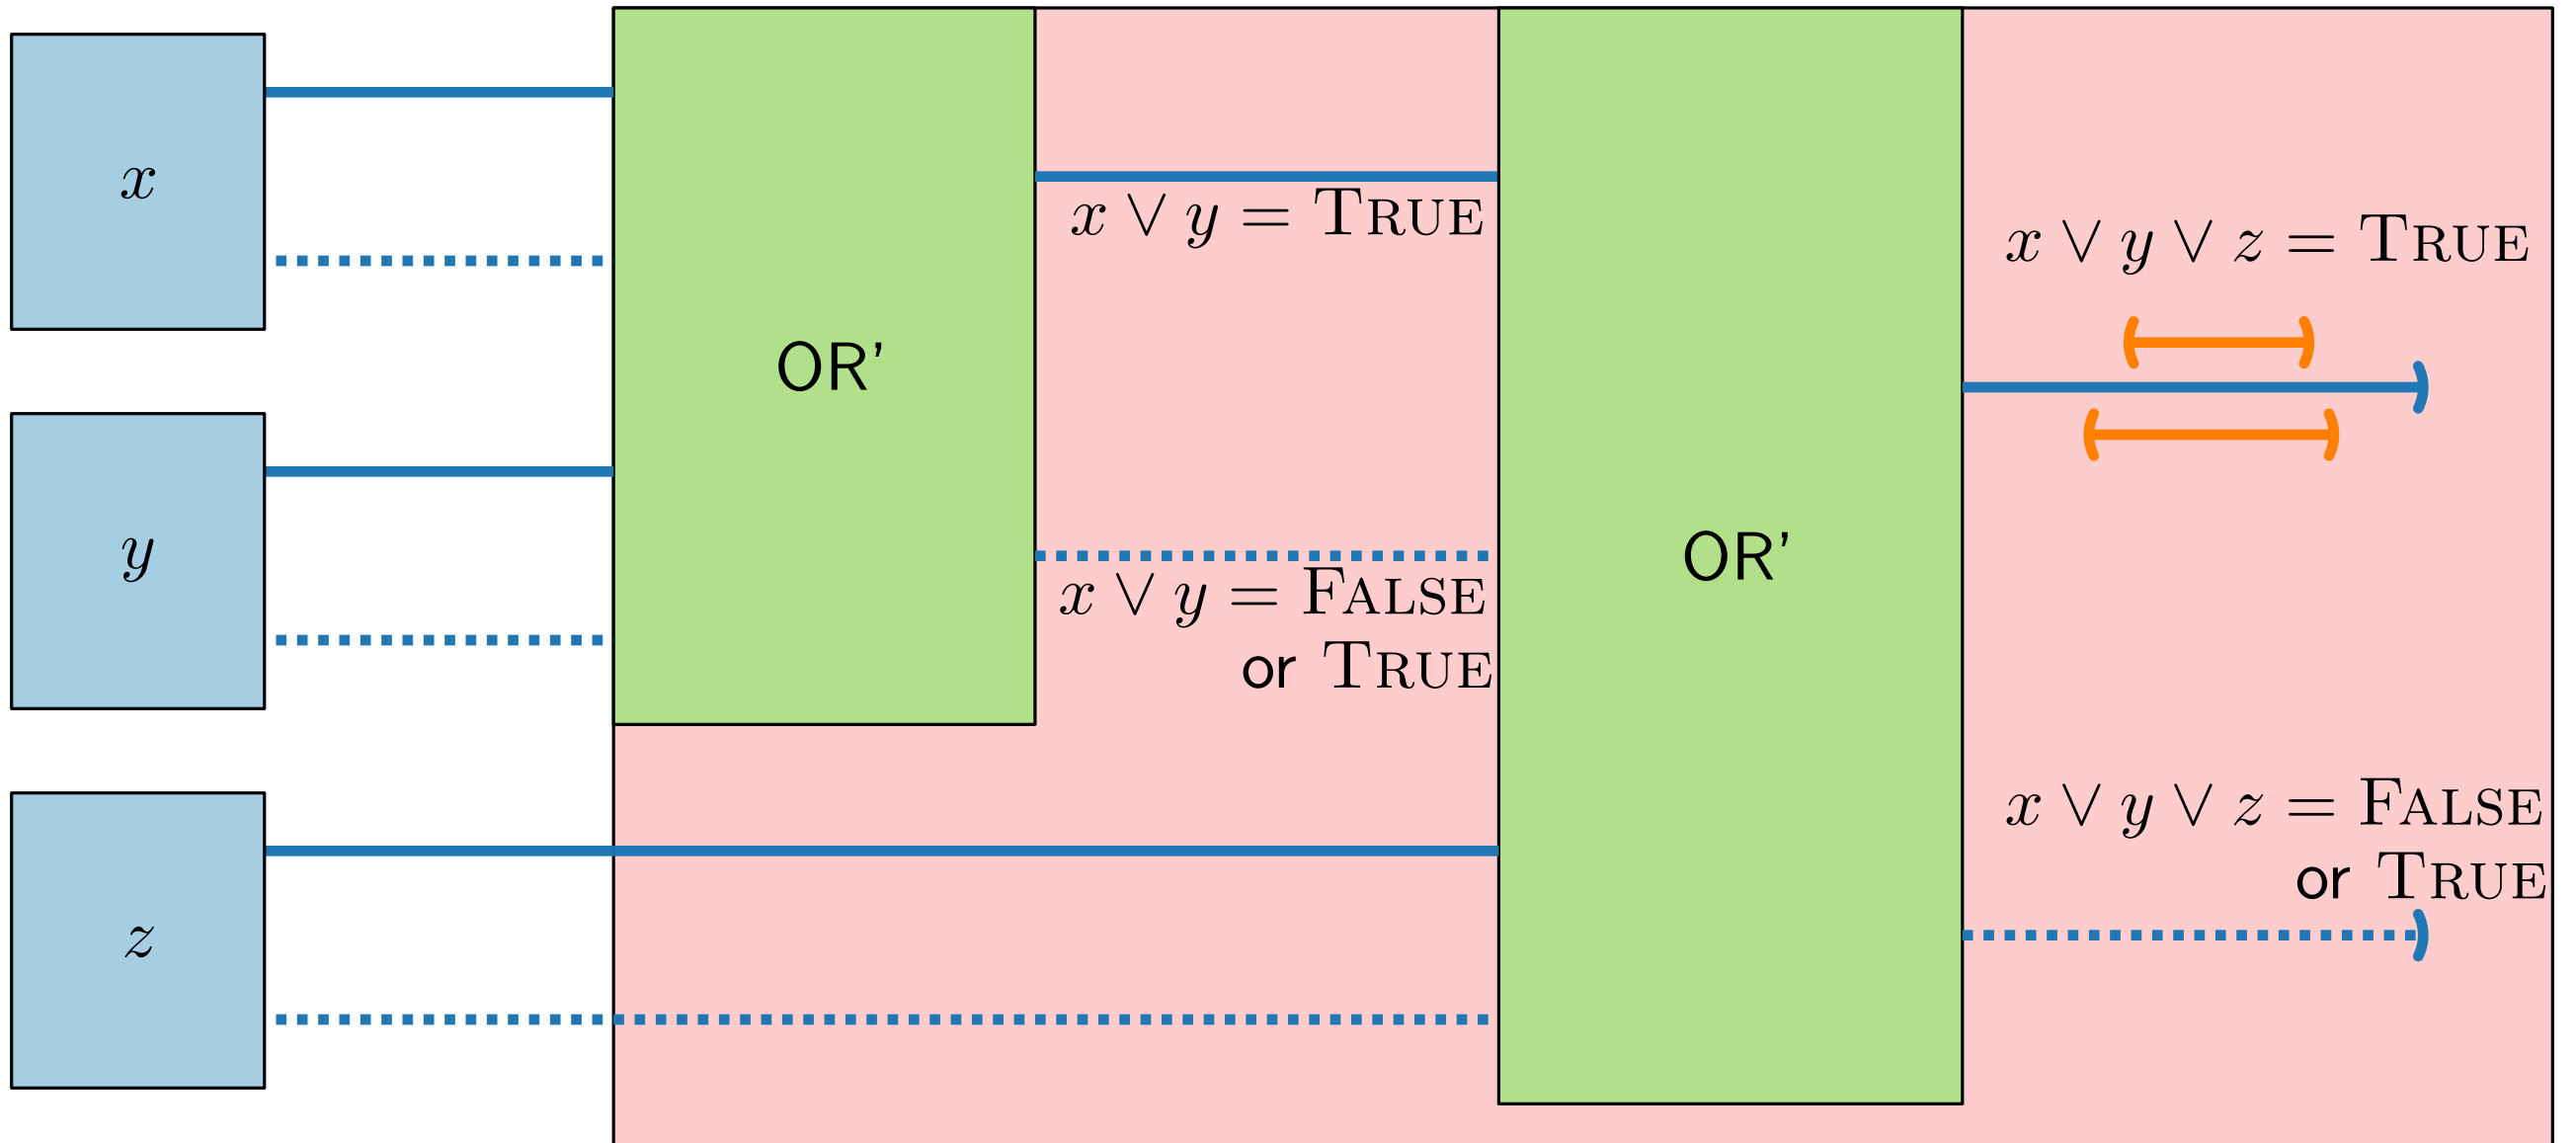 x
y
z
OR'
x ∨ y = TRUE
x ∨ y = FALSE
or TRUE
OR'
x ∨ y ∨ z = TRUE
x ∨ y ∨ z = FALSE
or TRUE